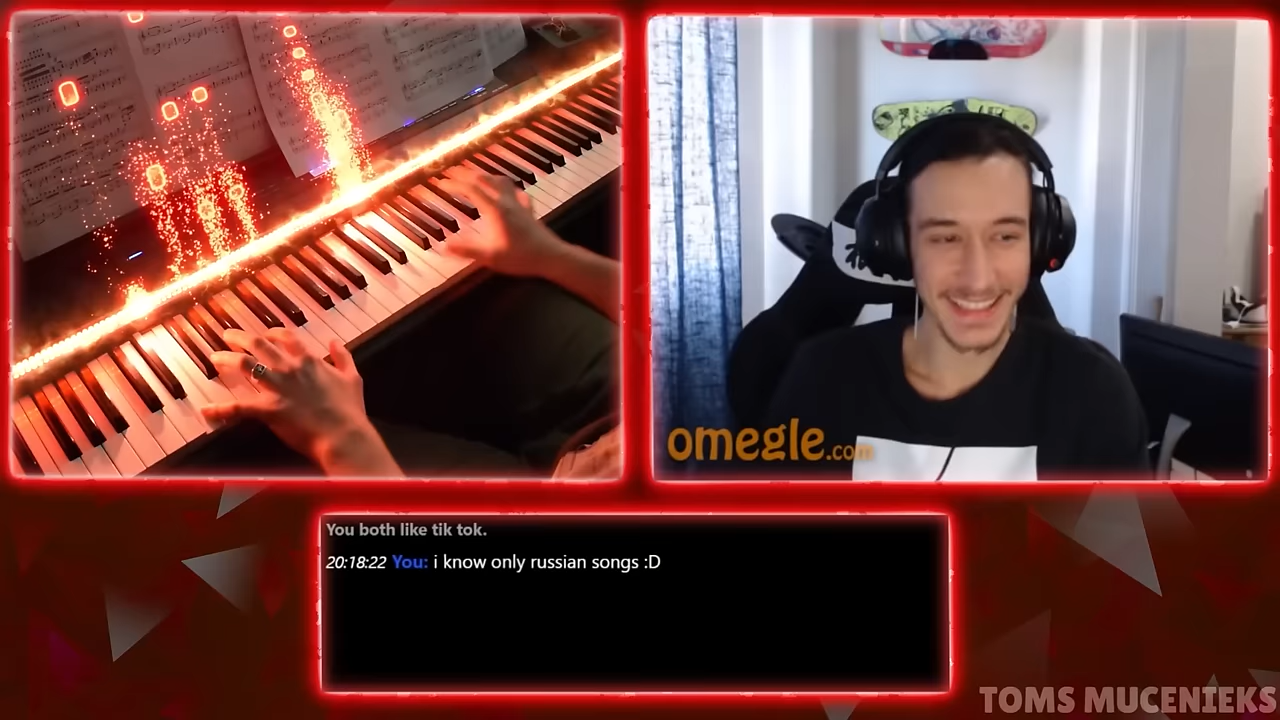 omegle.com
You both like tik tok.
20:18:22 You: i know only russian songs :D
TOMS MUCENIEKS